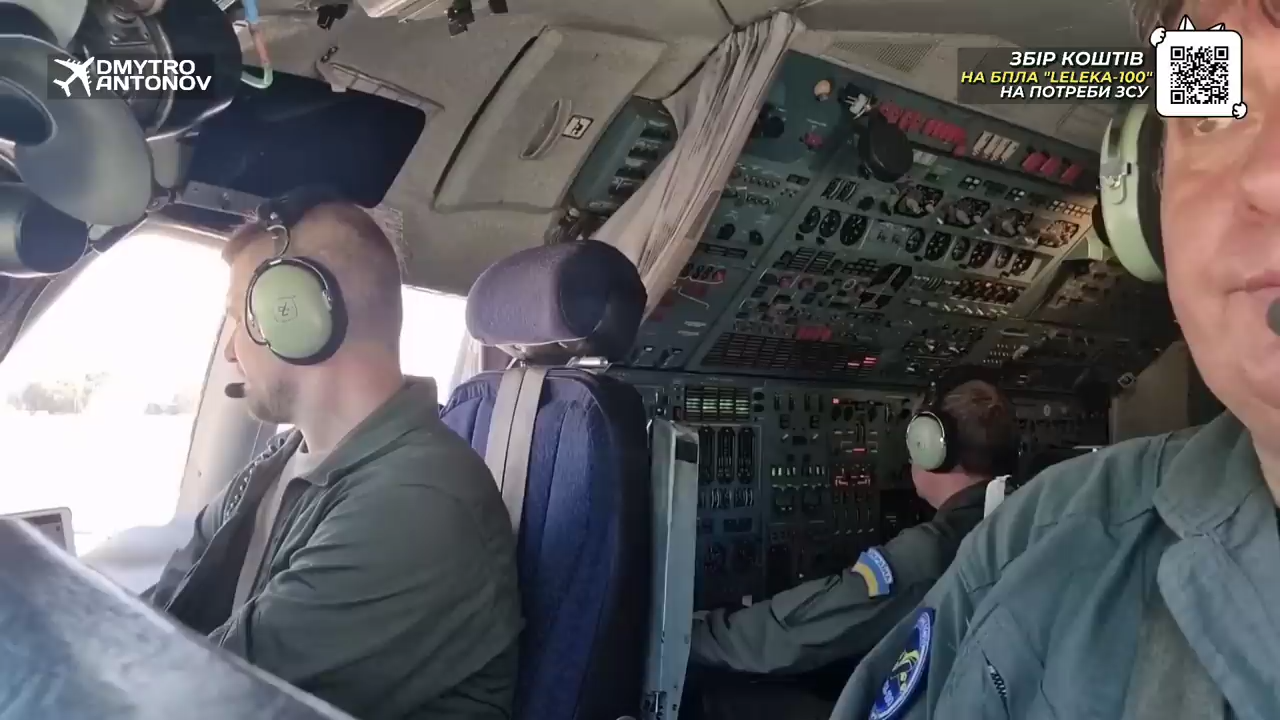 DMYTRO
ANTONOV
ЗБІР КОШТІВ
НА БПЛА "LELEKA-100"
НА ПОТРЕБИ ЗСУ